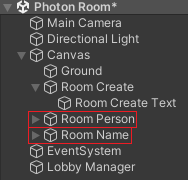 Photon Room*
Main Camera
Directional Light
Canvas
Ground
Room Create
Room Create Text
Room Person
Room Name
EventSystem
Lobby Manager